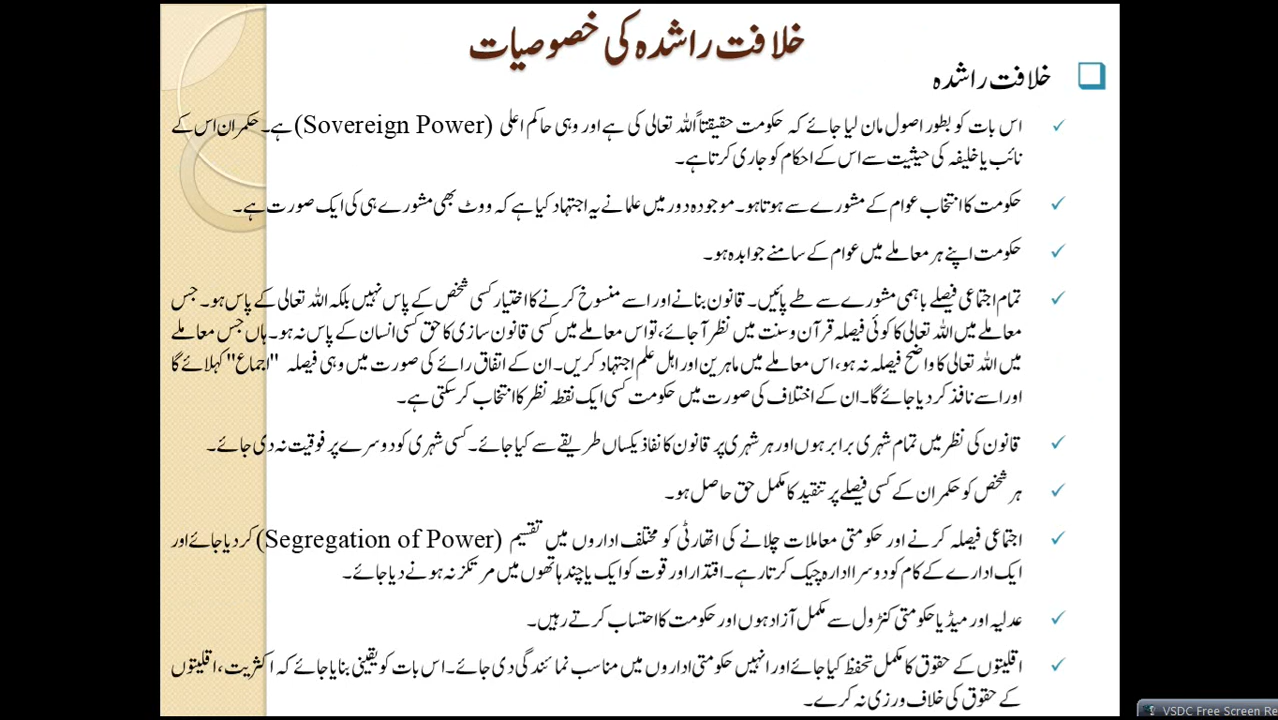 خلافت راشدہ کی خصوصیات
خلافت راشدہ
اس بات کو بطور اصول مان لیا جائے کہ حکومت حقیقتاً اللہ تعالی کی ہے اور وہی حاکم اعلی (Sovereign Power) ہے۔ حکمران اس کے
نائب یا خلیفہ کی حیثیت سے اس کے احکام کو جاری کرتا ہے۔
حکومت کا انتخاب عوام کے مشورے سے ہوتا ہو۔ موجودہ دور میں علما نے یہ اجتہاد کیا ہے کہ ووٹ بھی مشورے ہی کی ایک صورت ہے۔
حکومت اپنے ہر معاملے میں عوام کے سامنے جوابدہ ہو۔
تمام اجتماعی فیصلے باہمی مشورے سے طے پائیں۔ قانون بنانے اور اسے منسوخ کرنے کا اختیار کسی شخص کے پاس نہیں بلکہ اللہ تعالی کے پاس ہو۔ جس
معاملے میں اللہ تعالی کا کوئی فیصلہ قرآن و سنت میں نظر آ جائے، تو اس معاملے میں کسی قانون سازی کا حق کسی انسان کے پاس نہ ہو۔ ہاں جس معاملے
میں اللہ تعالی کا واضح فیصلہ نہ ہو، اس معاملے میں ماہرین اور اہل علم اجتہاد کریں۔ ان کے اتفاق رائے کی صورت میں وہی فیصلہ "اجماع" کہلائے گا
اور اسے نافذ کر دیا جائے گا۔ ان کے اختلاف کی صورت میں حکومت کسی ایک نقطہ نظر کا انتخاب کر سکتی ہے۔
قانون کی نظر میں تمام شہری برابر ہوں اور ہر شہری پر قانون کا نفاذ یکساں طریقے سے کیا جائے۔ کسی شہری کو دوسرے پر فوقیت نہ دی جائے۔
ہر شخص کو حکمران کے کسی فیصلے پر تنقید کا مکمل حق حاصل ہو۔
اجتماعی فیصلہ کرنے اور حکومتی معاملات چلانے کی اتھارٹی کو مختلف اداروں میں تقسیم (Segregation of Power) کر دیا جائے اور
ایک ادارے کے کام کو دوسرا ادارہ چیک کرتا رہے۔ اقتدار اور قوت کو ایک یا چند ہاتھوں میں مرتکز نہ ہونے دیا جائے۔
عدلیہ اور میڈیا حکومتی کنٹرول سے مکمل آزاد ہوں اور حکومت کا احتساب کرتے رہیں۔
اقلیتوں کے حقوق کا مکمل تحفظ کیا جائے اور انہیں حکومتی اداروں میں مناسب نمائندگی دی جائے۔ اس بات کو یقینی بنایا جائے کہ اکثریت، اقلیتوں
کے حقوق کی خلاف ورزی نہ کرے۔
VSDC Free Screen Re